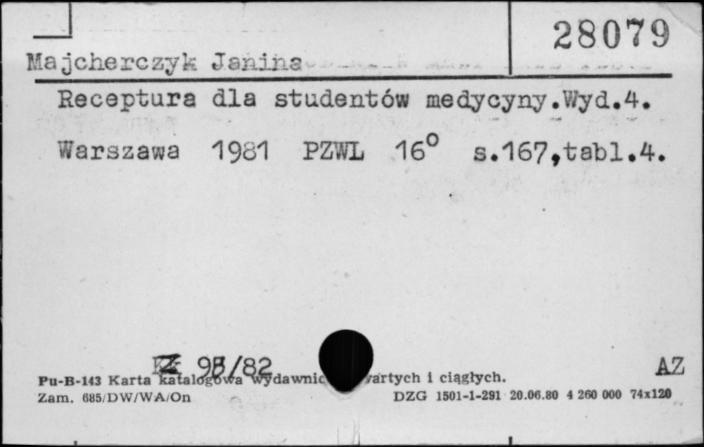 28079
Majcherczyk Janina
Receptura dla studentów medycyny.Wyd.4.
Warszawa 1981 PZWL 16° s.167,tabl.4.
/82 AZ
Pu-B-143 Karta katalogowa wydawnic wartych i ciągłych.
Zam. 685/DW/WA/On DZG 1501-1-291 20.06.80 4 260 000 74x120